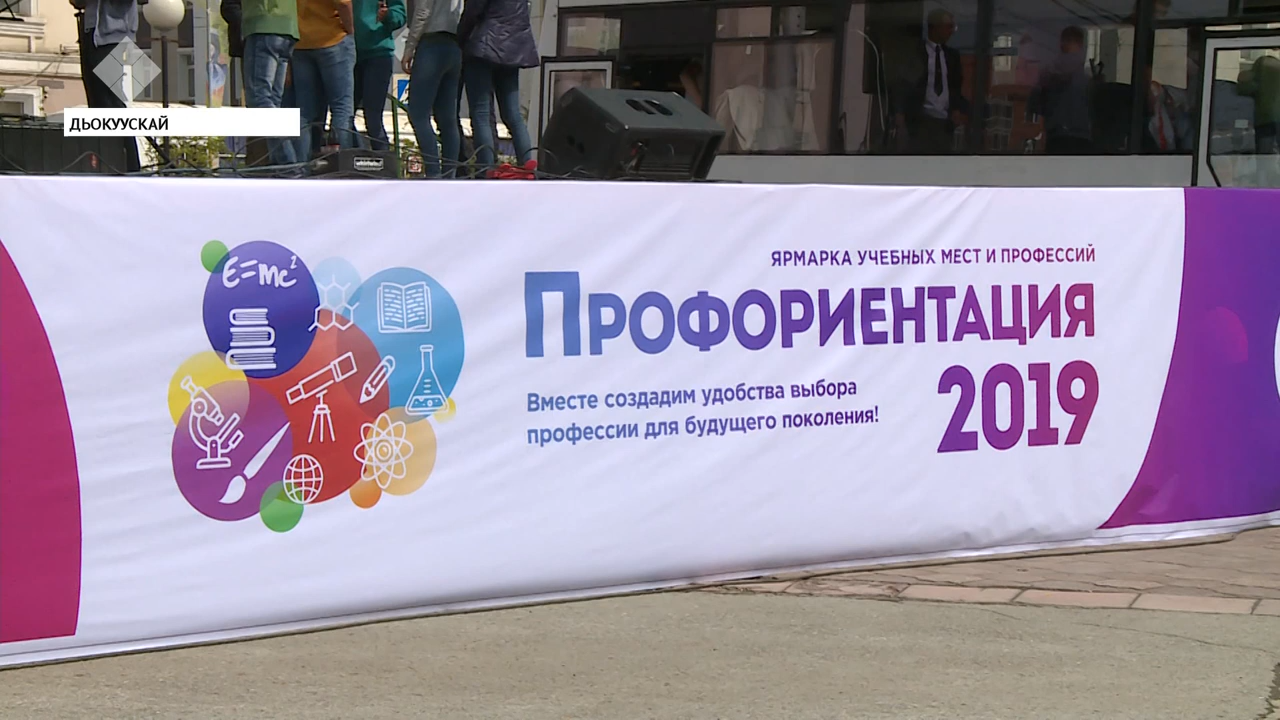 ДЬОКУУСКАЙ
E=mc²
ЯРМАРКА УЧЕБНЫХ МЕСТ И ПРОФЕССИЙ
ПРОФОРИЕНТАЦИЯ
2019
Вместе создадим удобства выбора
профессии для будущего поколения!